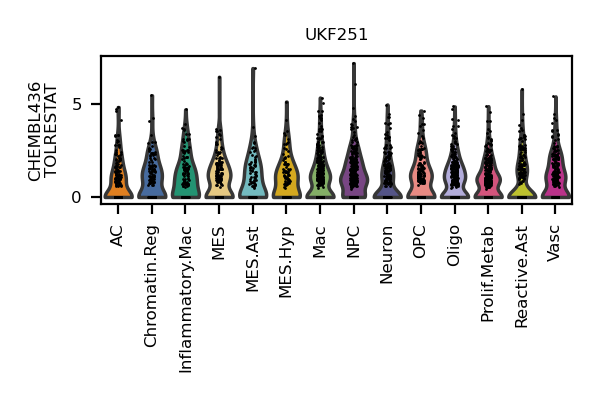 UKF251
CHEMBL436
TOLRESTAT
5
0
AC
Chromatin.Reg
Inflammatory.Mac
MES
MES.Ast
MES.Hyp
Mac
NPC
Neuron
OPC
Oligo
Prolif.Metab
Reactive.Ast
Vasc